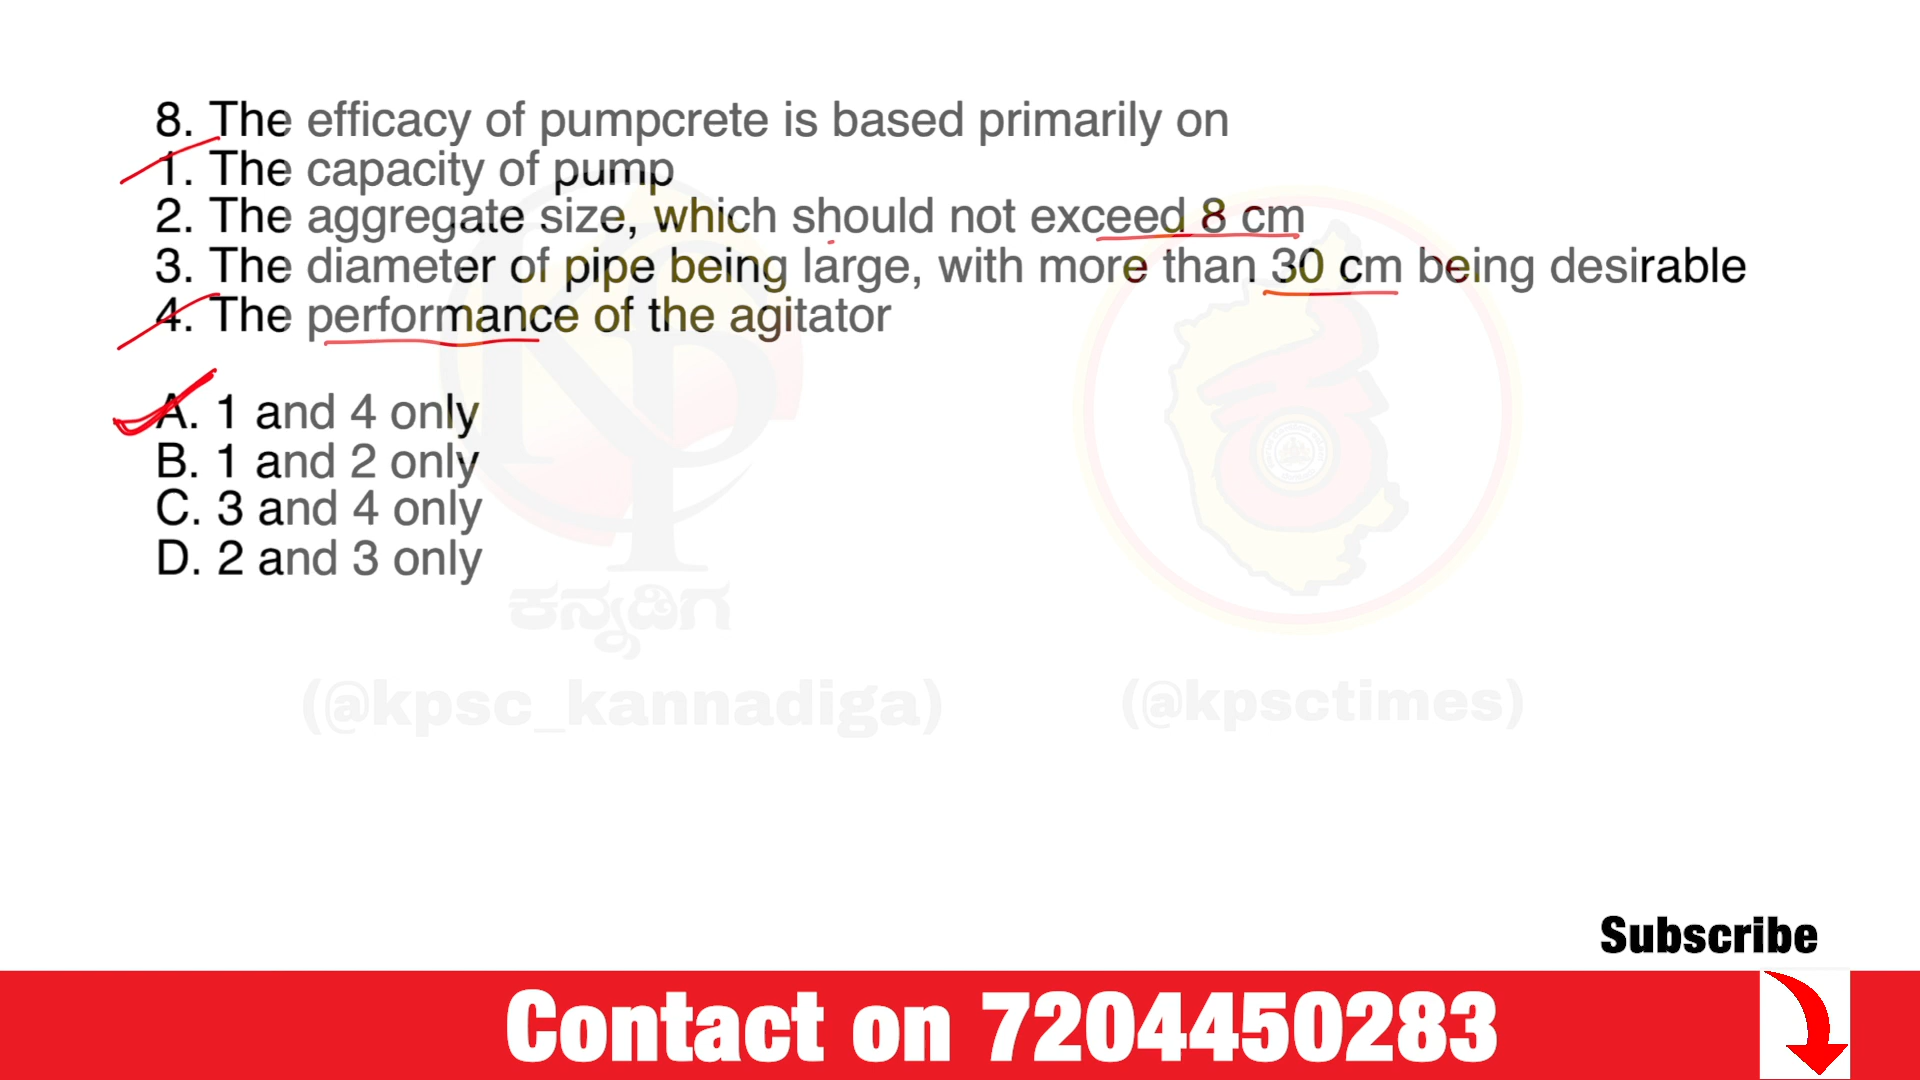 8. The efficacy of pumpcrete is based primarily on
1. The capacity of pump
2. The aggregate size, which should not exceed 8 cm
3. The diameter of pipe being large, with more than 30 cm being desirable
4. The performance of the agitator
A. 1 and 4 only
B. 1 and 2 only
C. 3 and 4 only
D. 2 and 3 only
KP
ಕನ್ನಡಿಗ
(@kpsc_kannadiga)
(@kpsctimes)
Subscribe
Contact on 7204450283